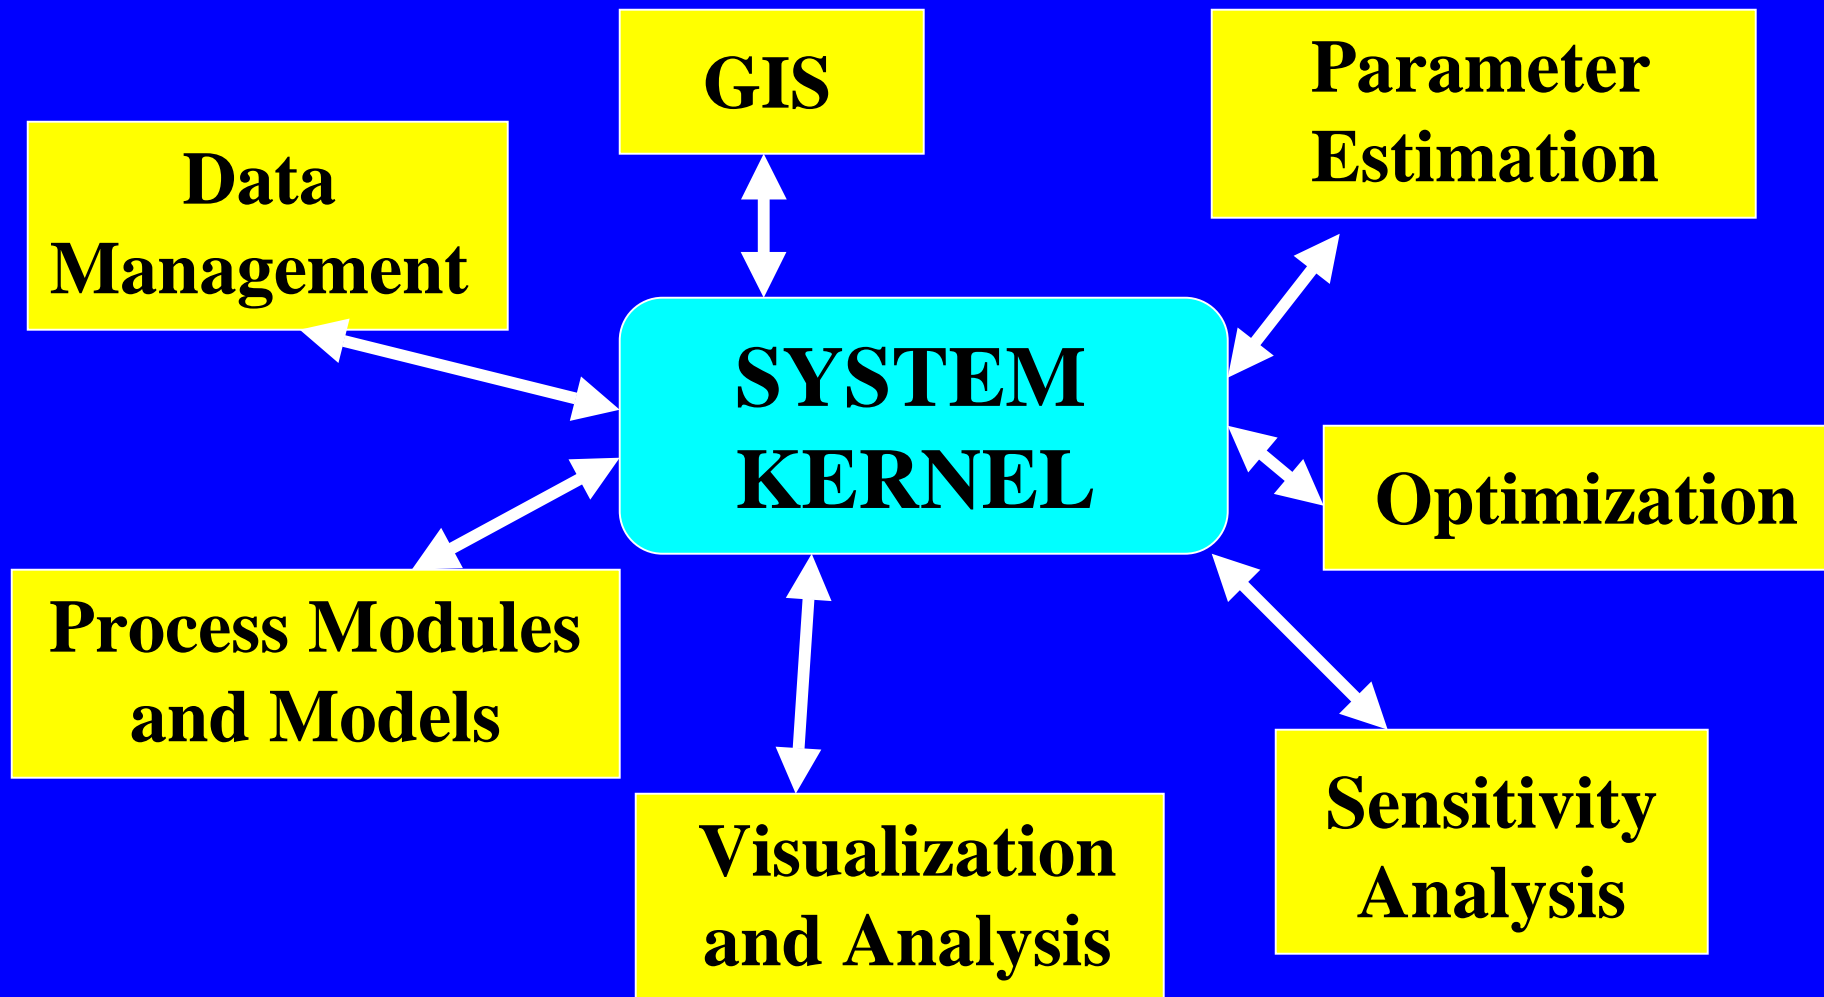 GIS
Parameter
Estimation
Data
Management
SYSTEM
KERNEL
Optimization
Process Modules
and Models
Sensitivity
Analysis
Visualization
and Analysis